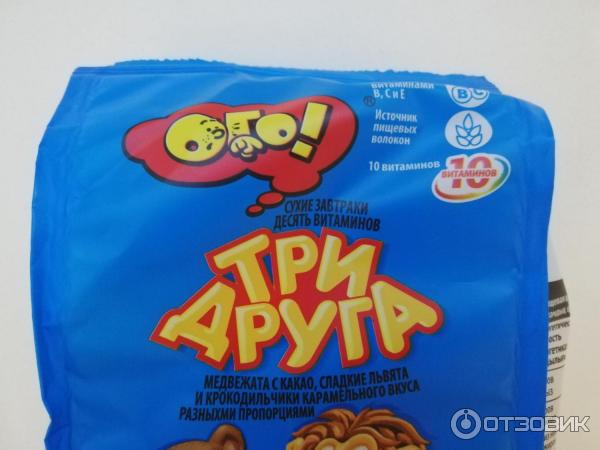 ОГО!
®
витаминами
В, С и Е
В С
Источник
пищевых
волокон
10 витаминов
10
ВИТАМИНОВ
СУХИЕ ЗАВТРАКИ
ДЕСЯТЬ ВИТАМИНОВ
ТРИ
ДРУГА
МЕДВЕЖАТА С КАКАО, СЛАДКИЕ ЛЬВЯТА
И КРОКОДИЛЬЧИКИ КАРАМЕЛЬНОГО ВКУСА
РАЗНЫМИ ПРОПОРЦИЯМИ
ОТЗОВИК